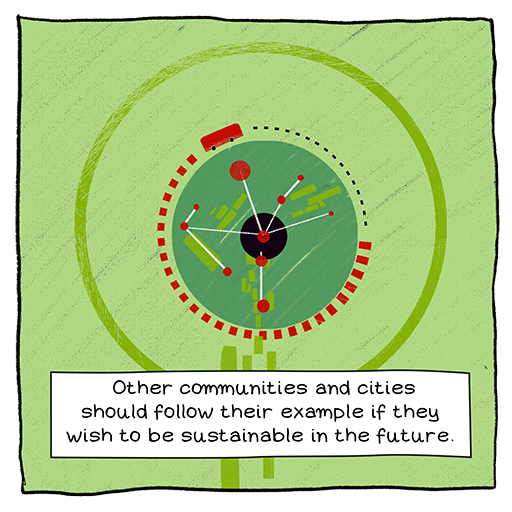 Other communities and cities
should follow their example if they
wish to be sustainable in the future.